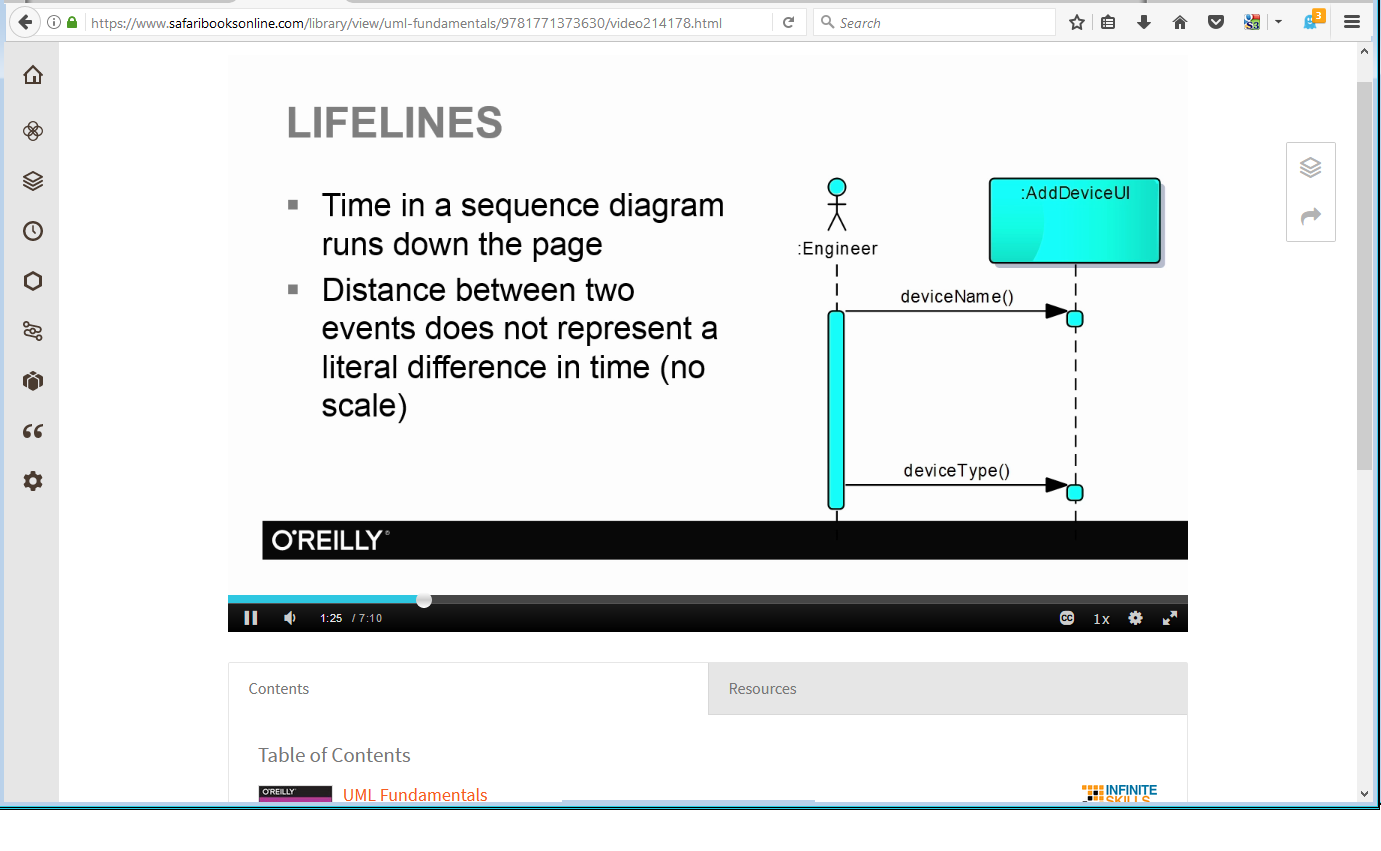 https://www.safaribooksonline.com/library/view/uml-fundamentals/9781771373630/video214178.html
Search
S3
3
LIFELINES
▪ Time in a sequence diagram
runs down the page
▪ Distance between two
events does not represent a
literal difference in time (no
scale)
:AddDeviceUI
:Engineer
deviceName()
deviceType()
O'REILLY®
1:25 / 7:10
CC
1x
Contents
Resources
Table of Contents
O'REILLY
UML Fundamentals
INFINITE
SKILLS